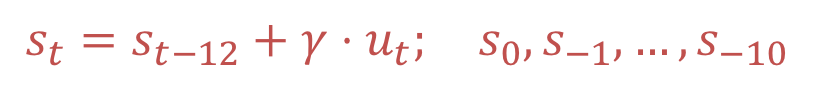 s_t = s_{t−12} + γ · u_t;    s_0, s_{−1}, … , s_{−10}